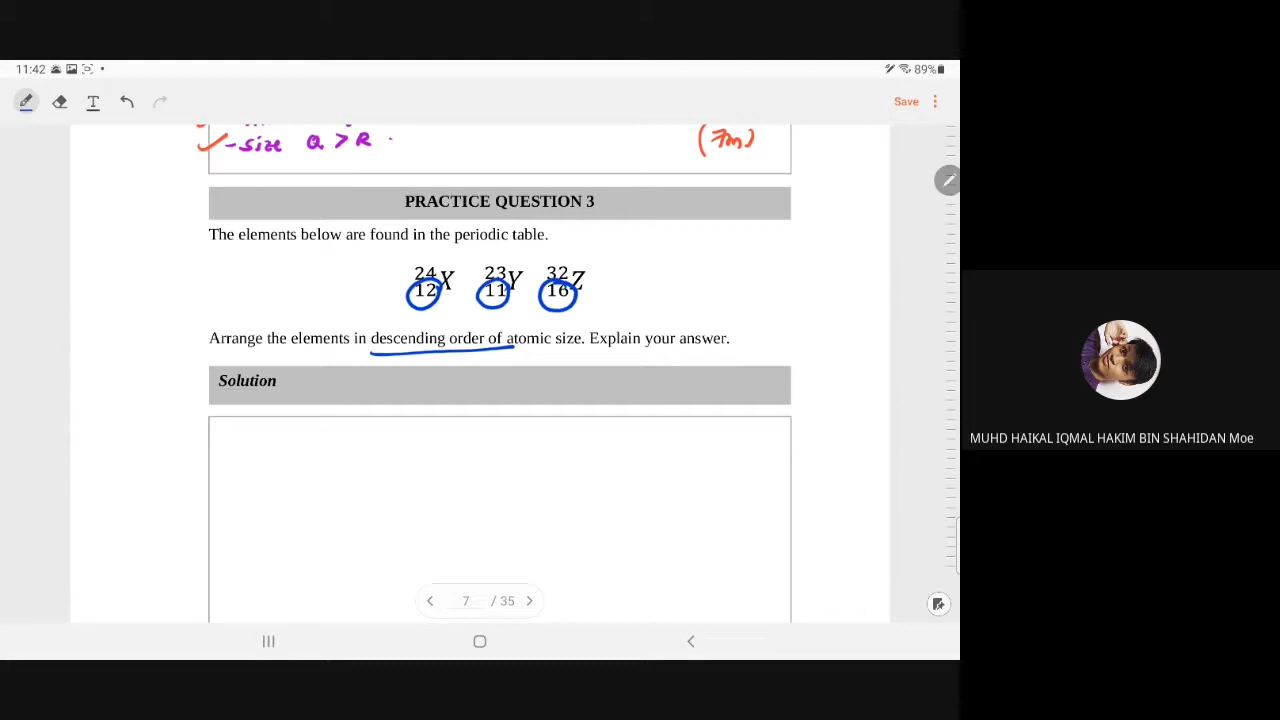 11:42
89%
Save
-size Q > R
(7m)
PRACTICE QUESTION 3
The elements below are found in the periodic table.
24 12 X 23 11 Y 32 16 Z
Arrange the elements in descending order of atomic size. Explain your answer.
Solution
7 / 35
MUHD HAIKAL IQMAL HAKIM BIN SHAHIDAN Moe